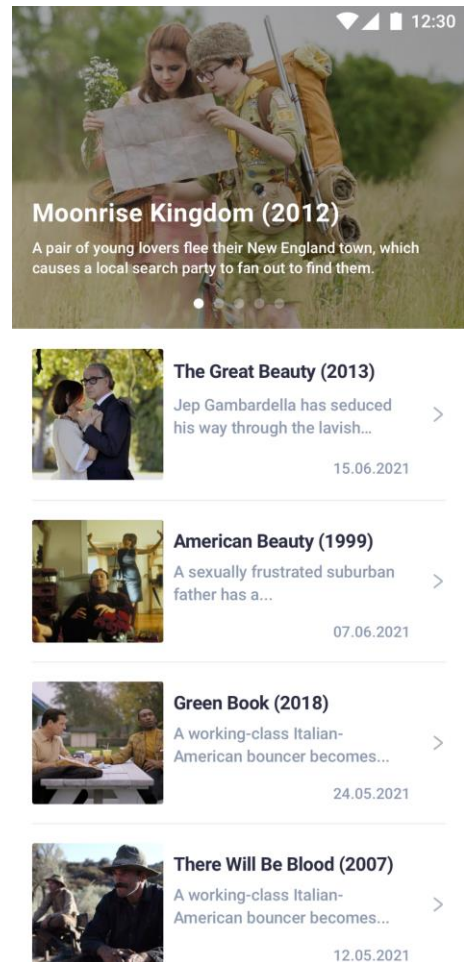 12:30
Moonrise Kingdom (2012)
A pair of young lovers flee their New England town, which
causes a local search party to fan out to find them.
The Great Beauty (2013)
Jep Gambardella has seduced
his way through the lavish...
15.06.2021
American Beauty (1999)
A sexually frustrated suburban
father has a...
07.06.2021
Green Book (2018)
A working-class Italian-
American bouncer becomes...
24.05.2021
There Will Be Blood (2007)
A working-class Italian-
American bouncer becomes...
12.05.2021